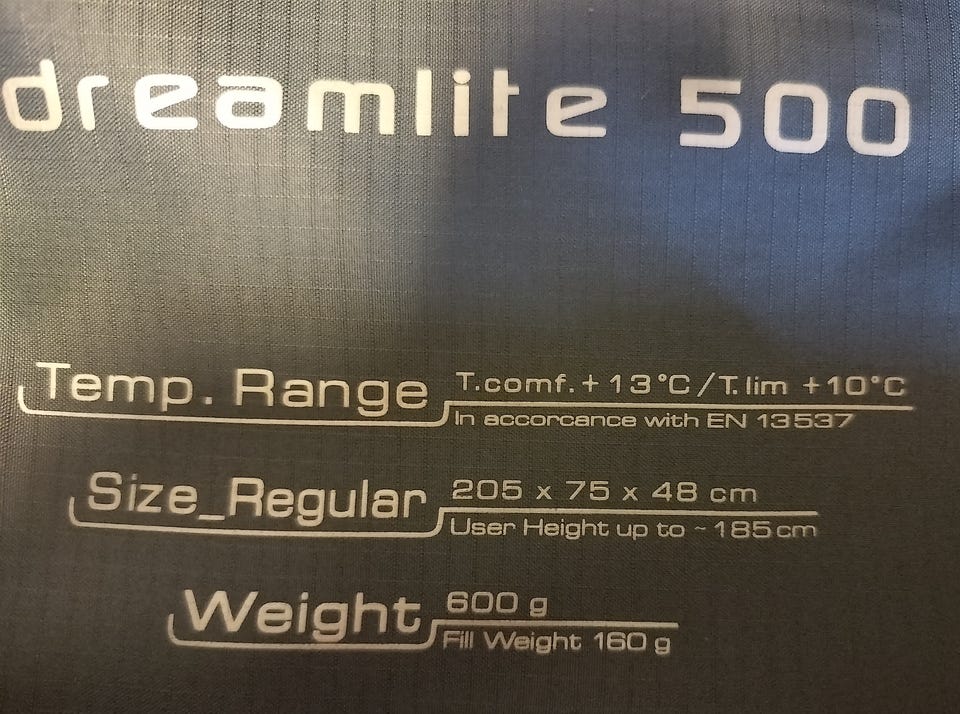 dreamlite 500
Temp. Range T.comf.+ 13°C/T.lim +10°C
In accorcance with EN 13537
Size_Regular 205 x 75 x 48 cm
User Height up to ~ 185cm
Weight 600 g
Fill Weight 160 g